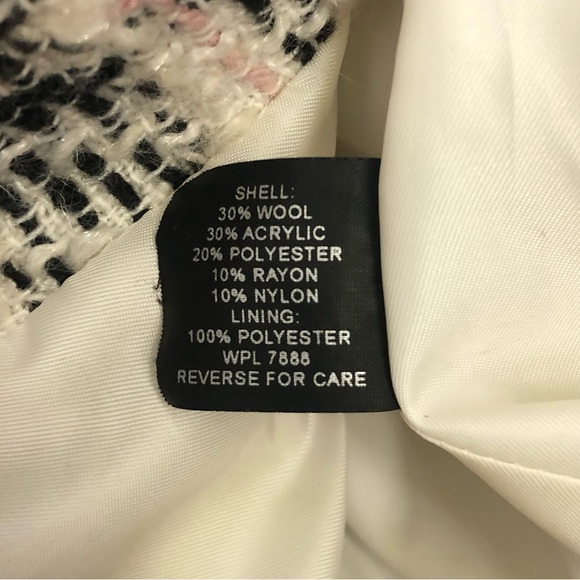 SHELL:
30% WOOL
30% ACRYLIC
20% POLYESTER
10% RAYON
10% NYLON
LINING:
100% POLYESTER
WPL 7888
REVERSE FOR CARE